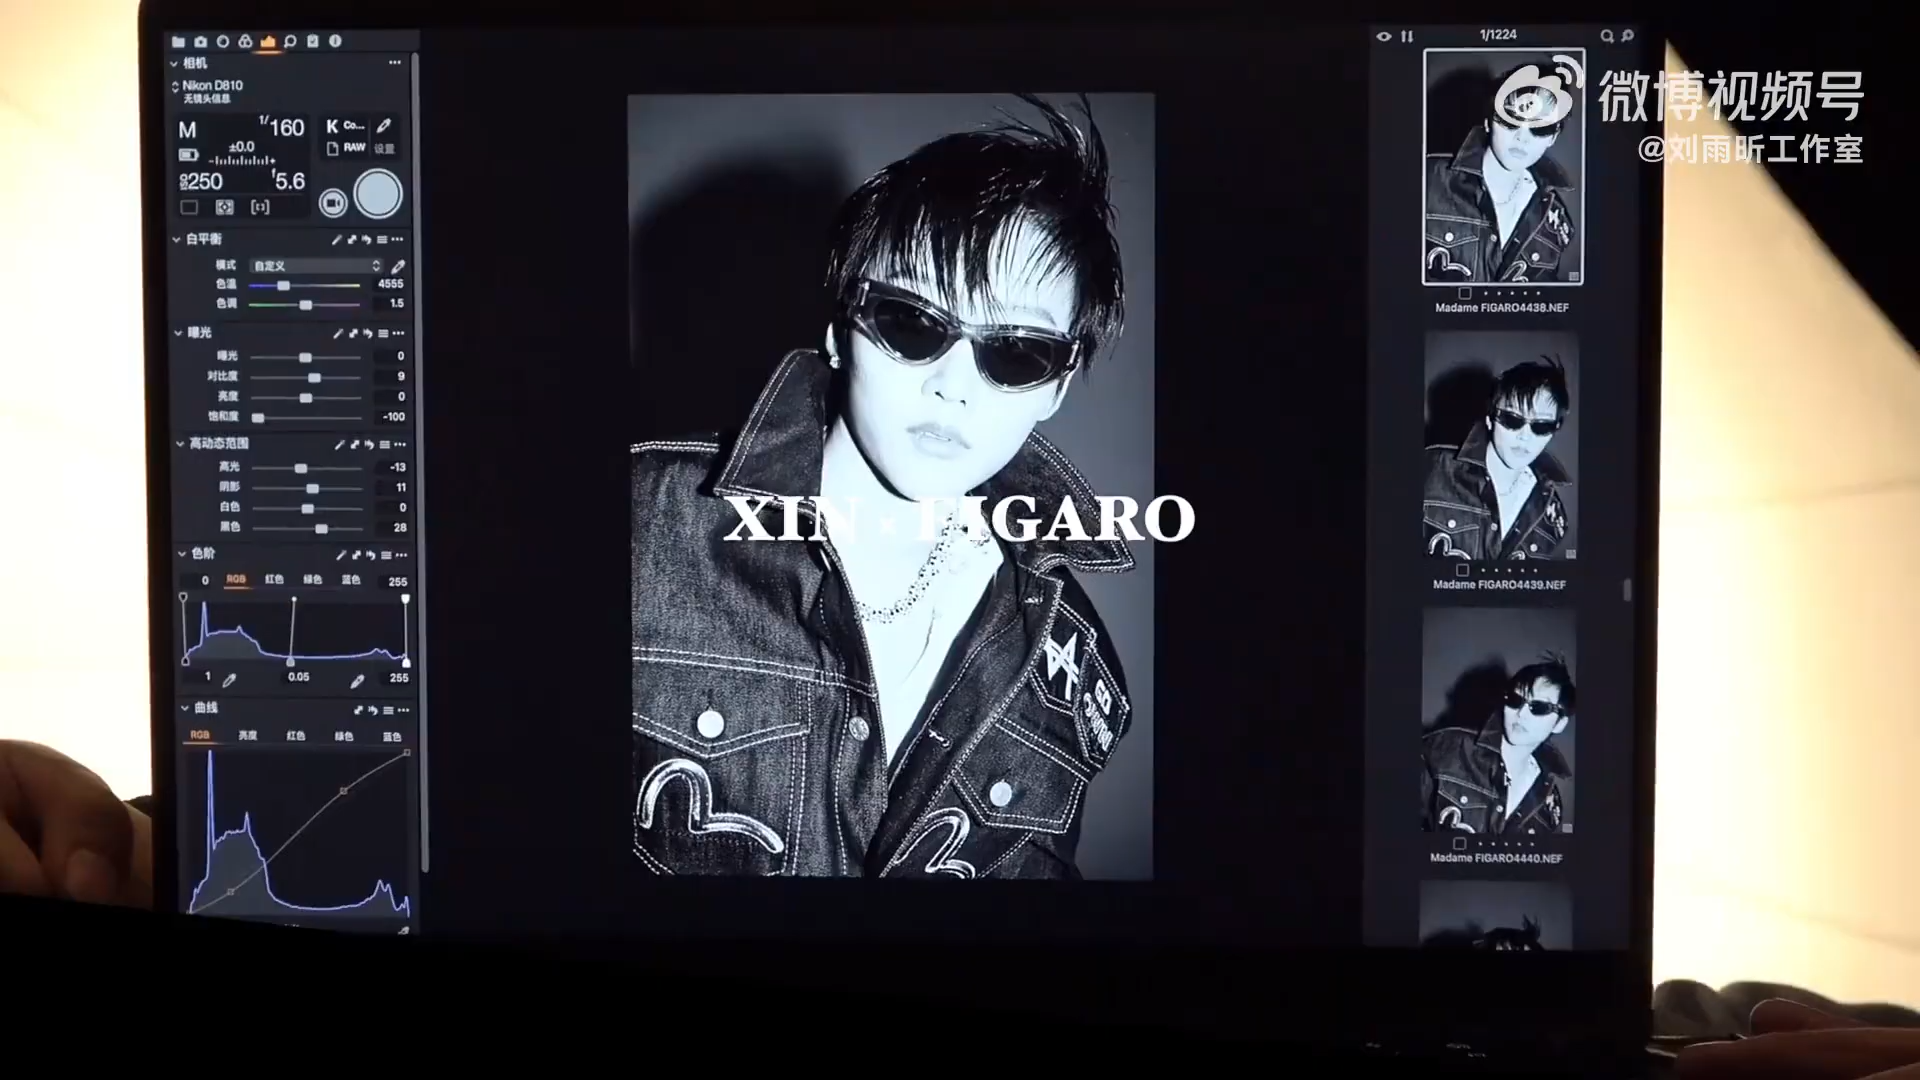 相机
Nikon D810
无镜头信息
M
1/160
K Co...
±0.0
RAW
设置
ISO
250
f5.6
白平衡
模式 自定义
色温 4555
色调 1.5
曝光
曝光 0
对比度 9
亮度 0
饱和度 -100
高动态范围
高光 -13
阴影 11
白色 0
黑色 28
色阶
0 RGB 红色 绿色 蓝色 255
1 0.05 255
曲线
RGB 亮度 红色 绿色 蓝色
XIN × FIGARO
1/1224
微博视频号
@刘雨昕工作室
Madame FIGARO4438.NEF
Madame FIGARO4439.NEF
Madame FIGARO4440.NEF